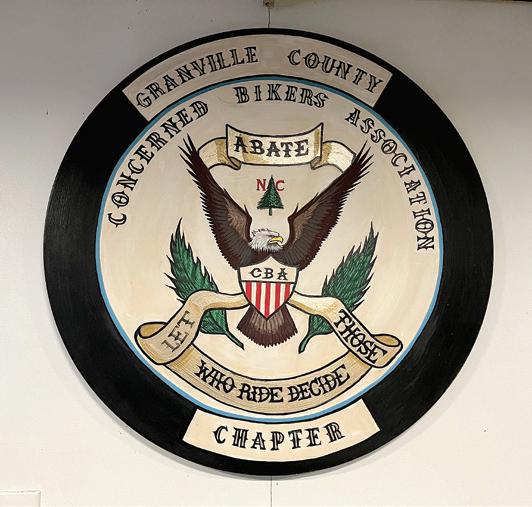 GRANVILLE COUNTY
CONCERNED BIKERS ASSOCIATION
ABATE
NC
CBA
LET THOSE
WHO RIDE DECIDE
CHAPTER